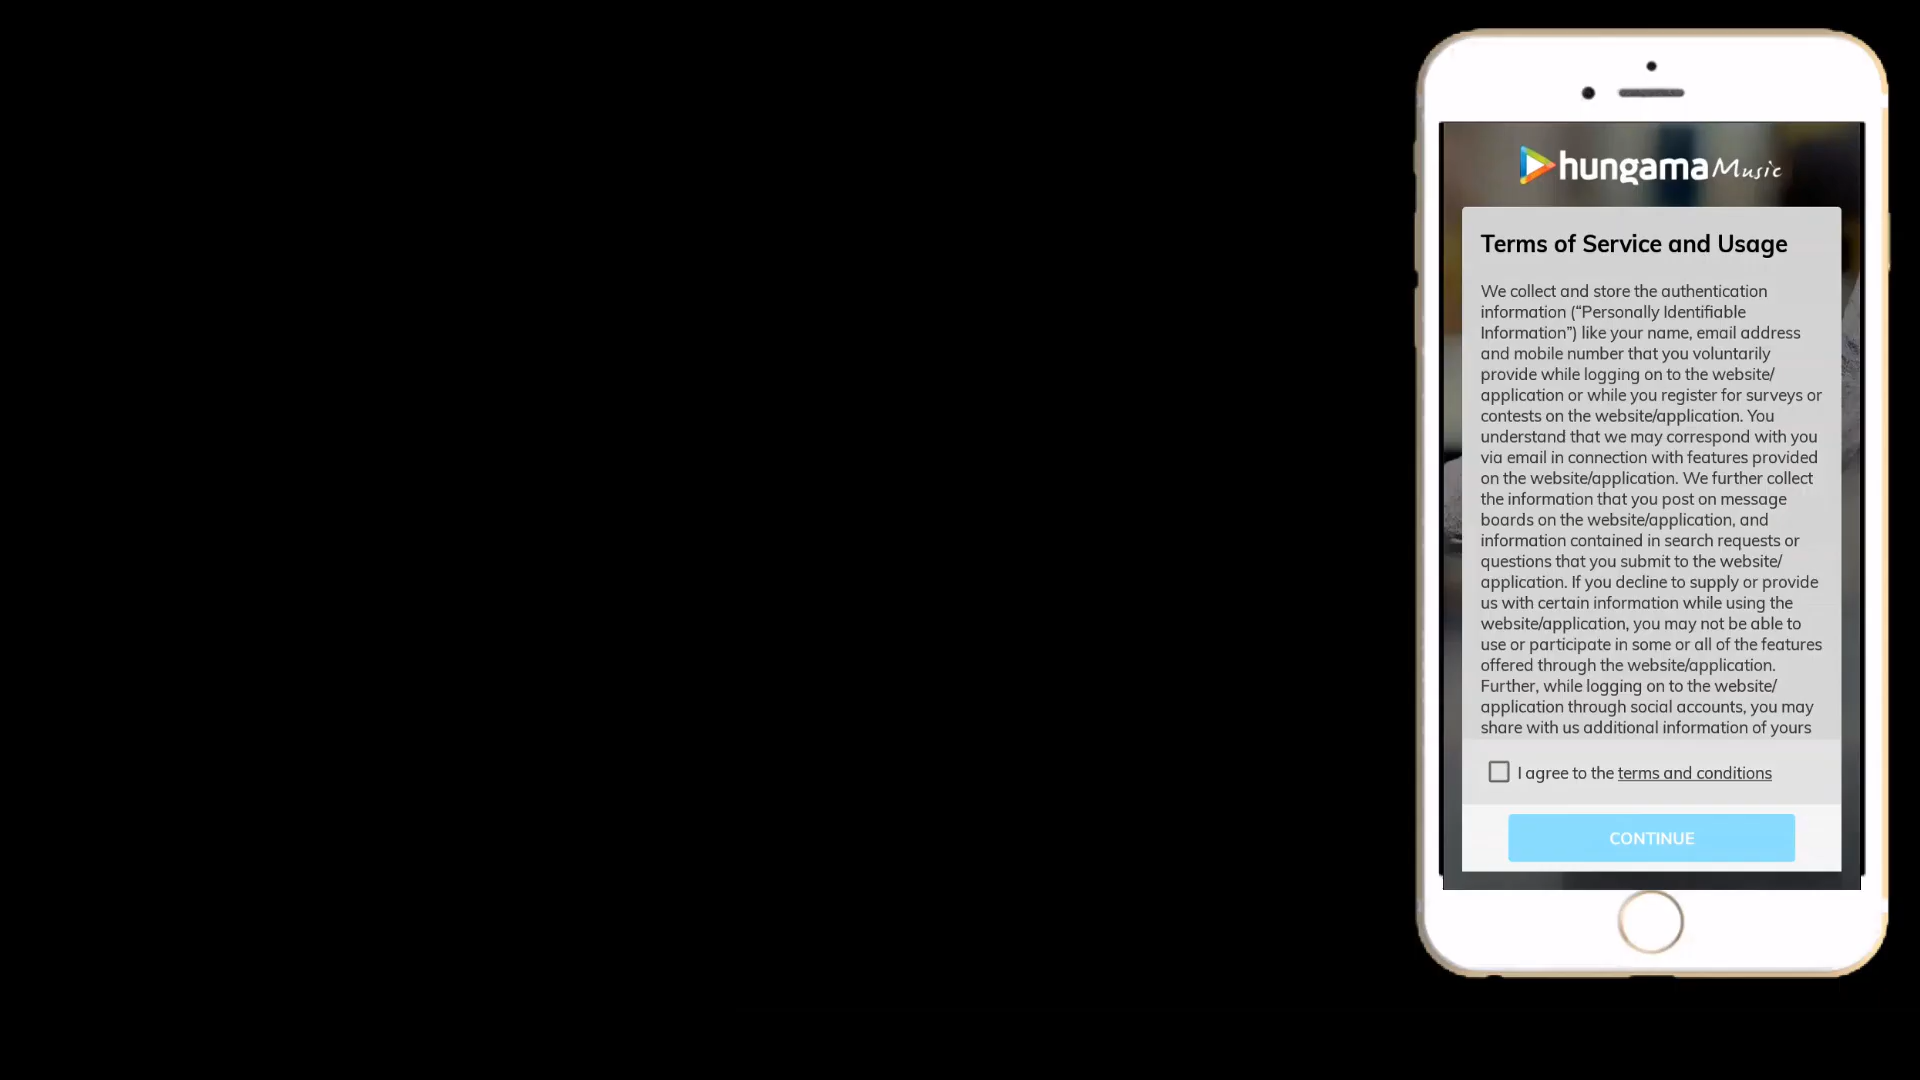 hungama Music
Terms of Service and Usage
We collect and store the authentication
information (“Personally Identifiable
Information”) like your name, email address
and mobile number that you voluntarily
provide while logging on to the website/
application or while you register for surveys or
contests on the website/application. You
understand that we may correspond with you
via email in connection with features provided
on the website/application. We further collect
the information that you post on message
boards on the website/application, and
information contained in search requests or
questions that you submit to the website/
application. If you decline to supply or provide
us with certain information while using the
website/application, you may not be able to
use or participate in some or all of the features
offered through the website/application.
Further, while logging on to the website/
application through social accounts, you may
share with us additional information of yours
I agree to the terms and conditions
CONTINUE